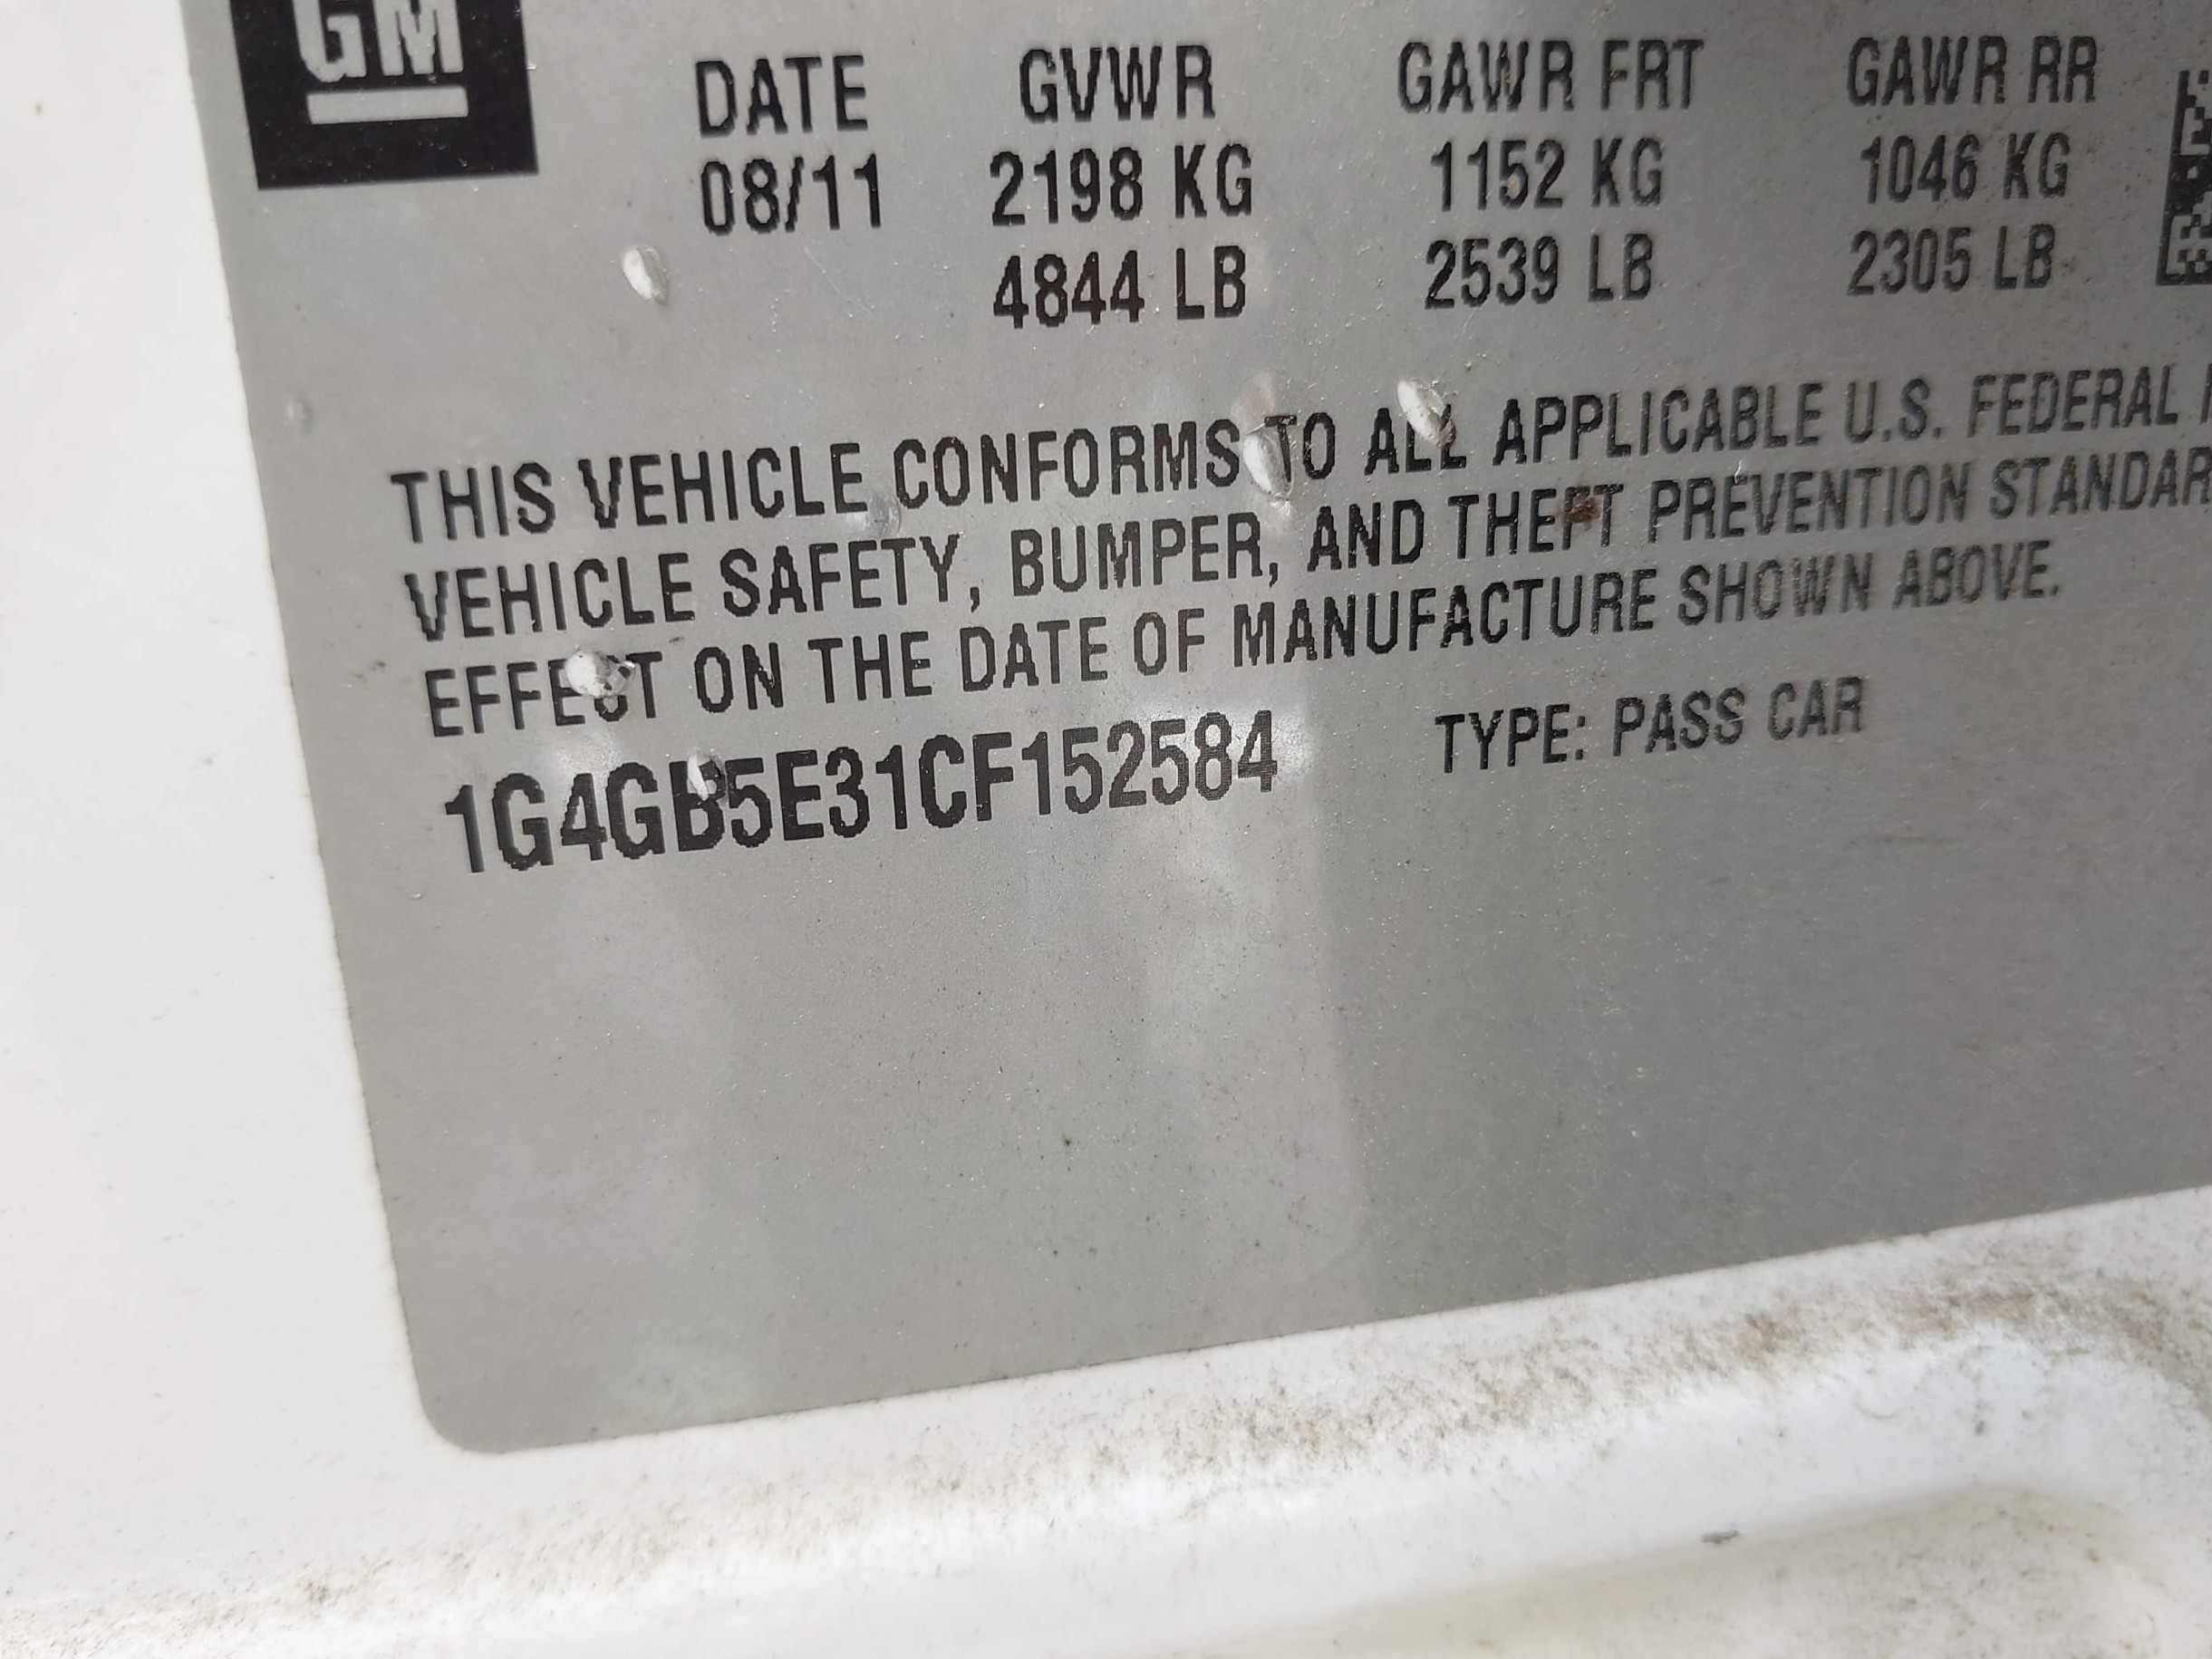 GM
DATE GVWR GAWR FRT GAWR RR
08/11 2198 KG 1152 KG 1046 KG
4844 LB 2539 LB 2305 LB
THIS VEHICLE CONFORMS TO ALL APPLICABLE U.S. FEDERAL
VEHICLE SAFETY, BUMPER, AND THEFT PREVENTION STANDAR
EFFECT ON THE DATE OF MANUFACTURE SHOWN ABOVE.
1G4GB5E31CF152584 TYPE: PASS CAR